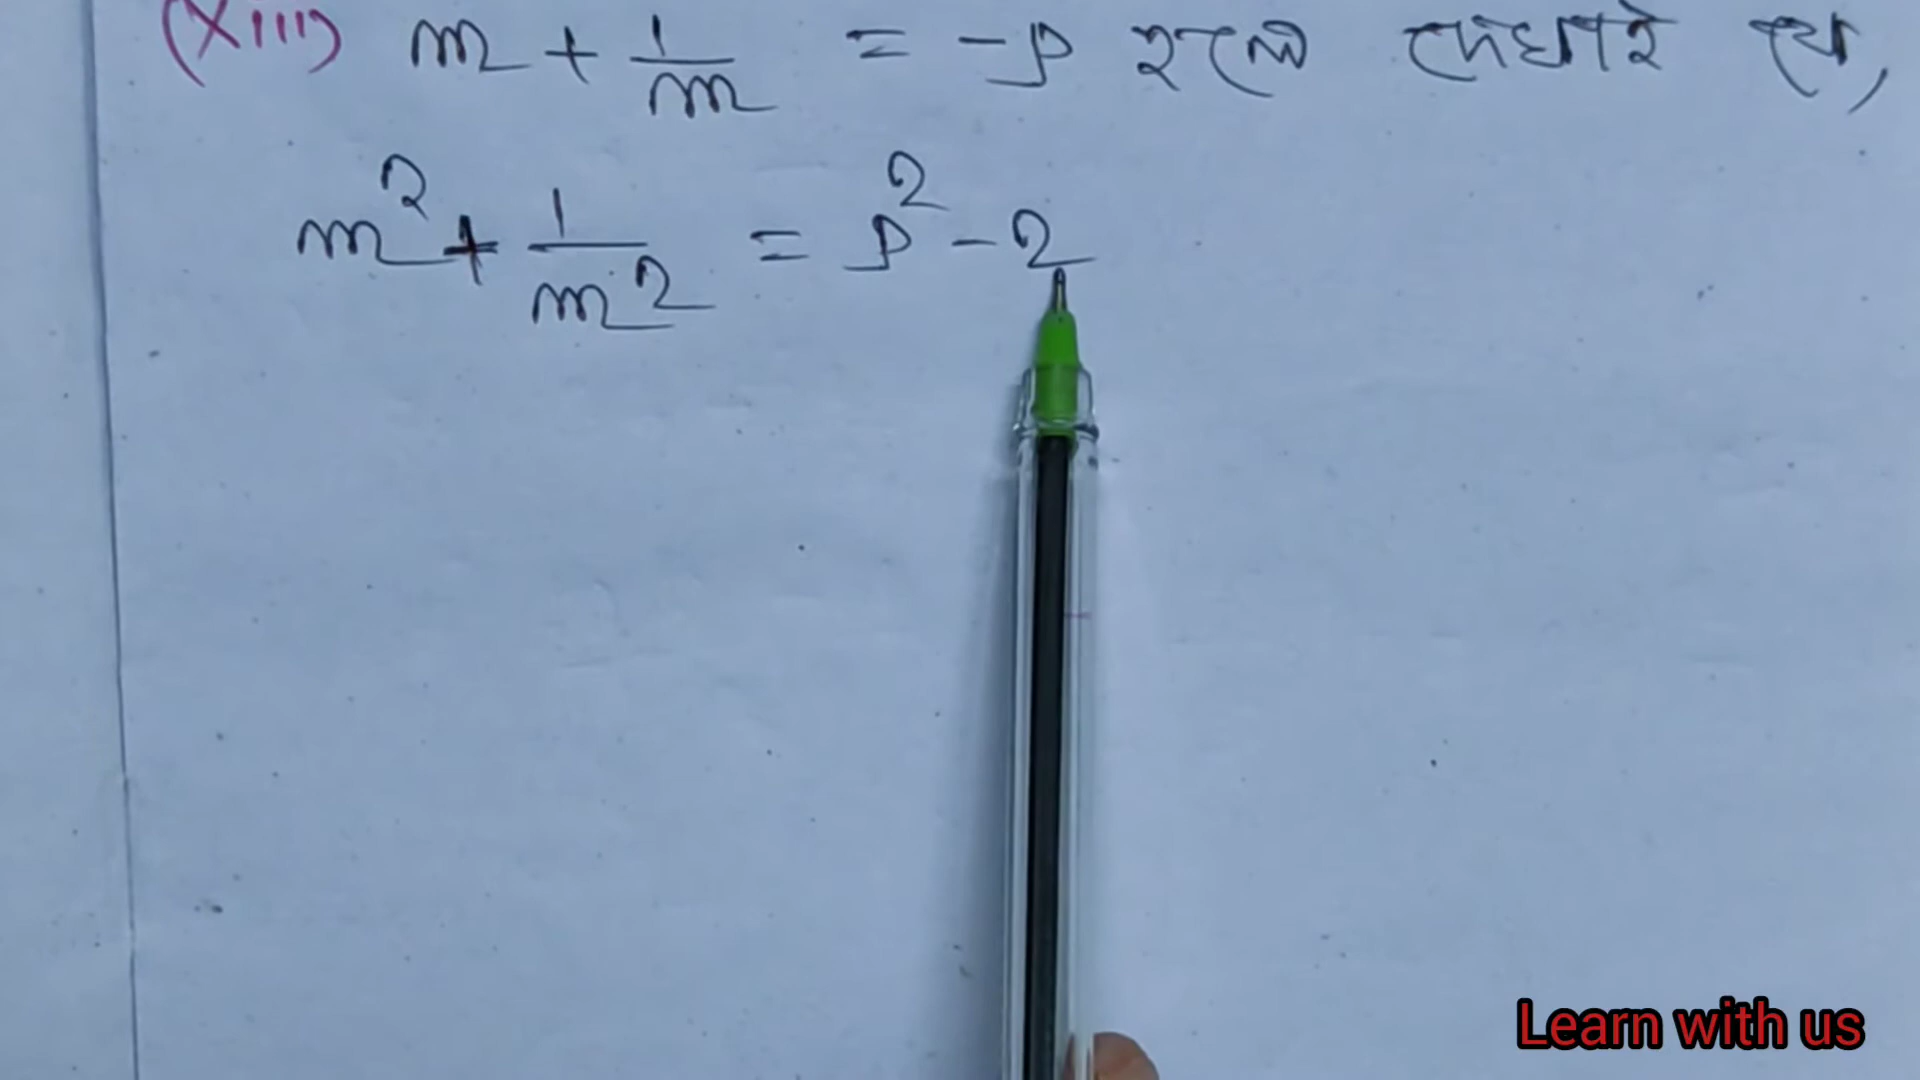 (xiii) m + 1/m = -p হলে দেখাই যে,
m² + 1/m² = p² - 2
Learn with us